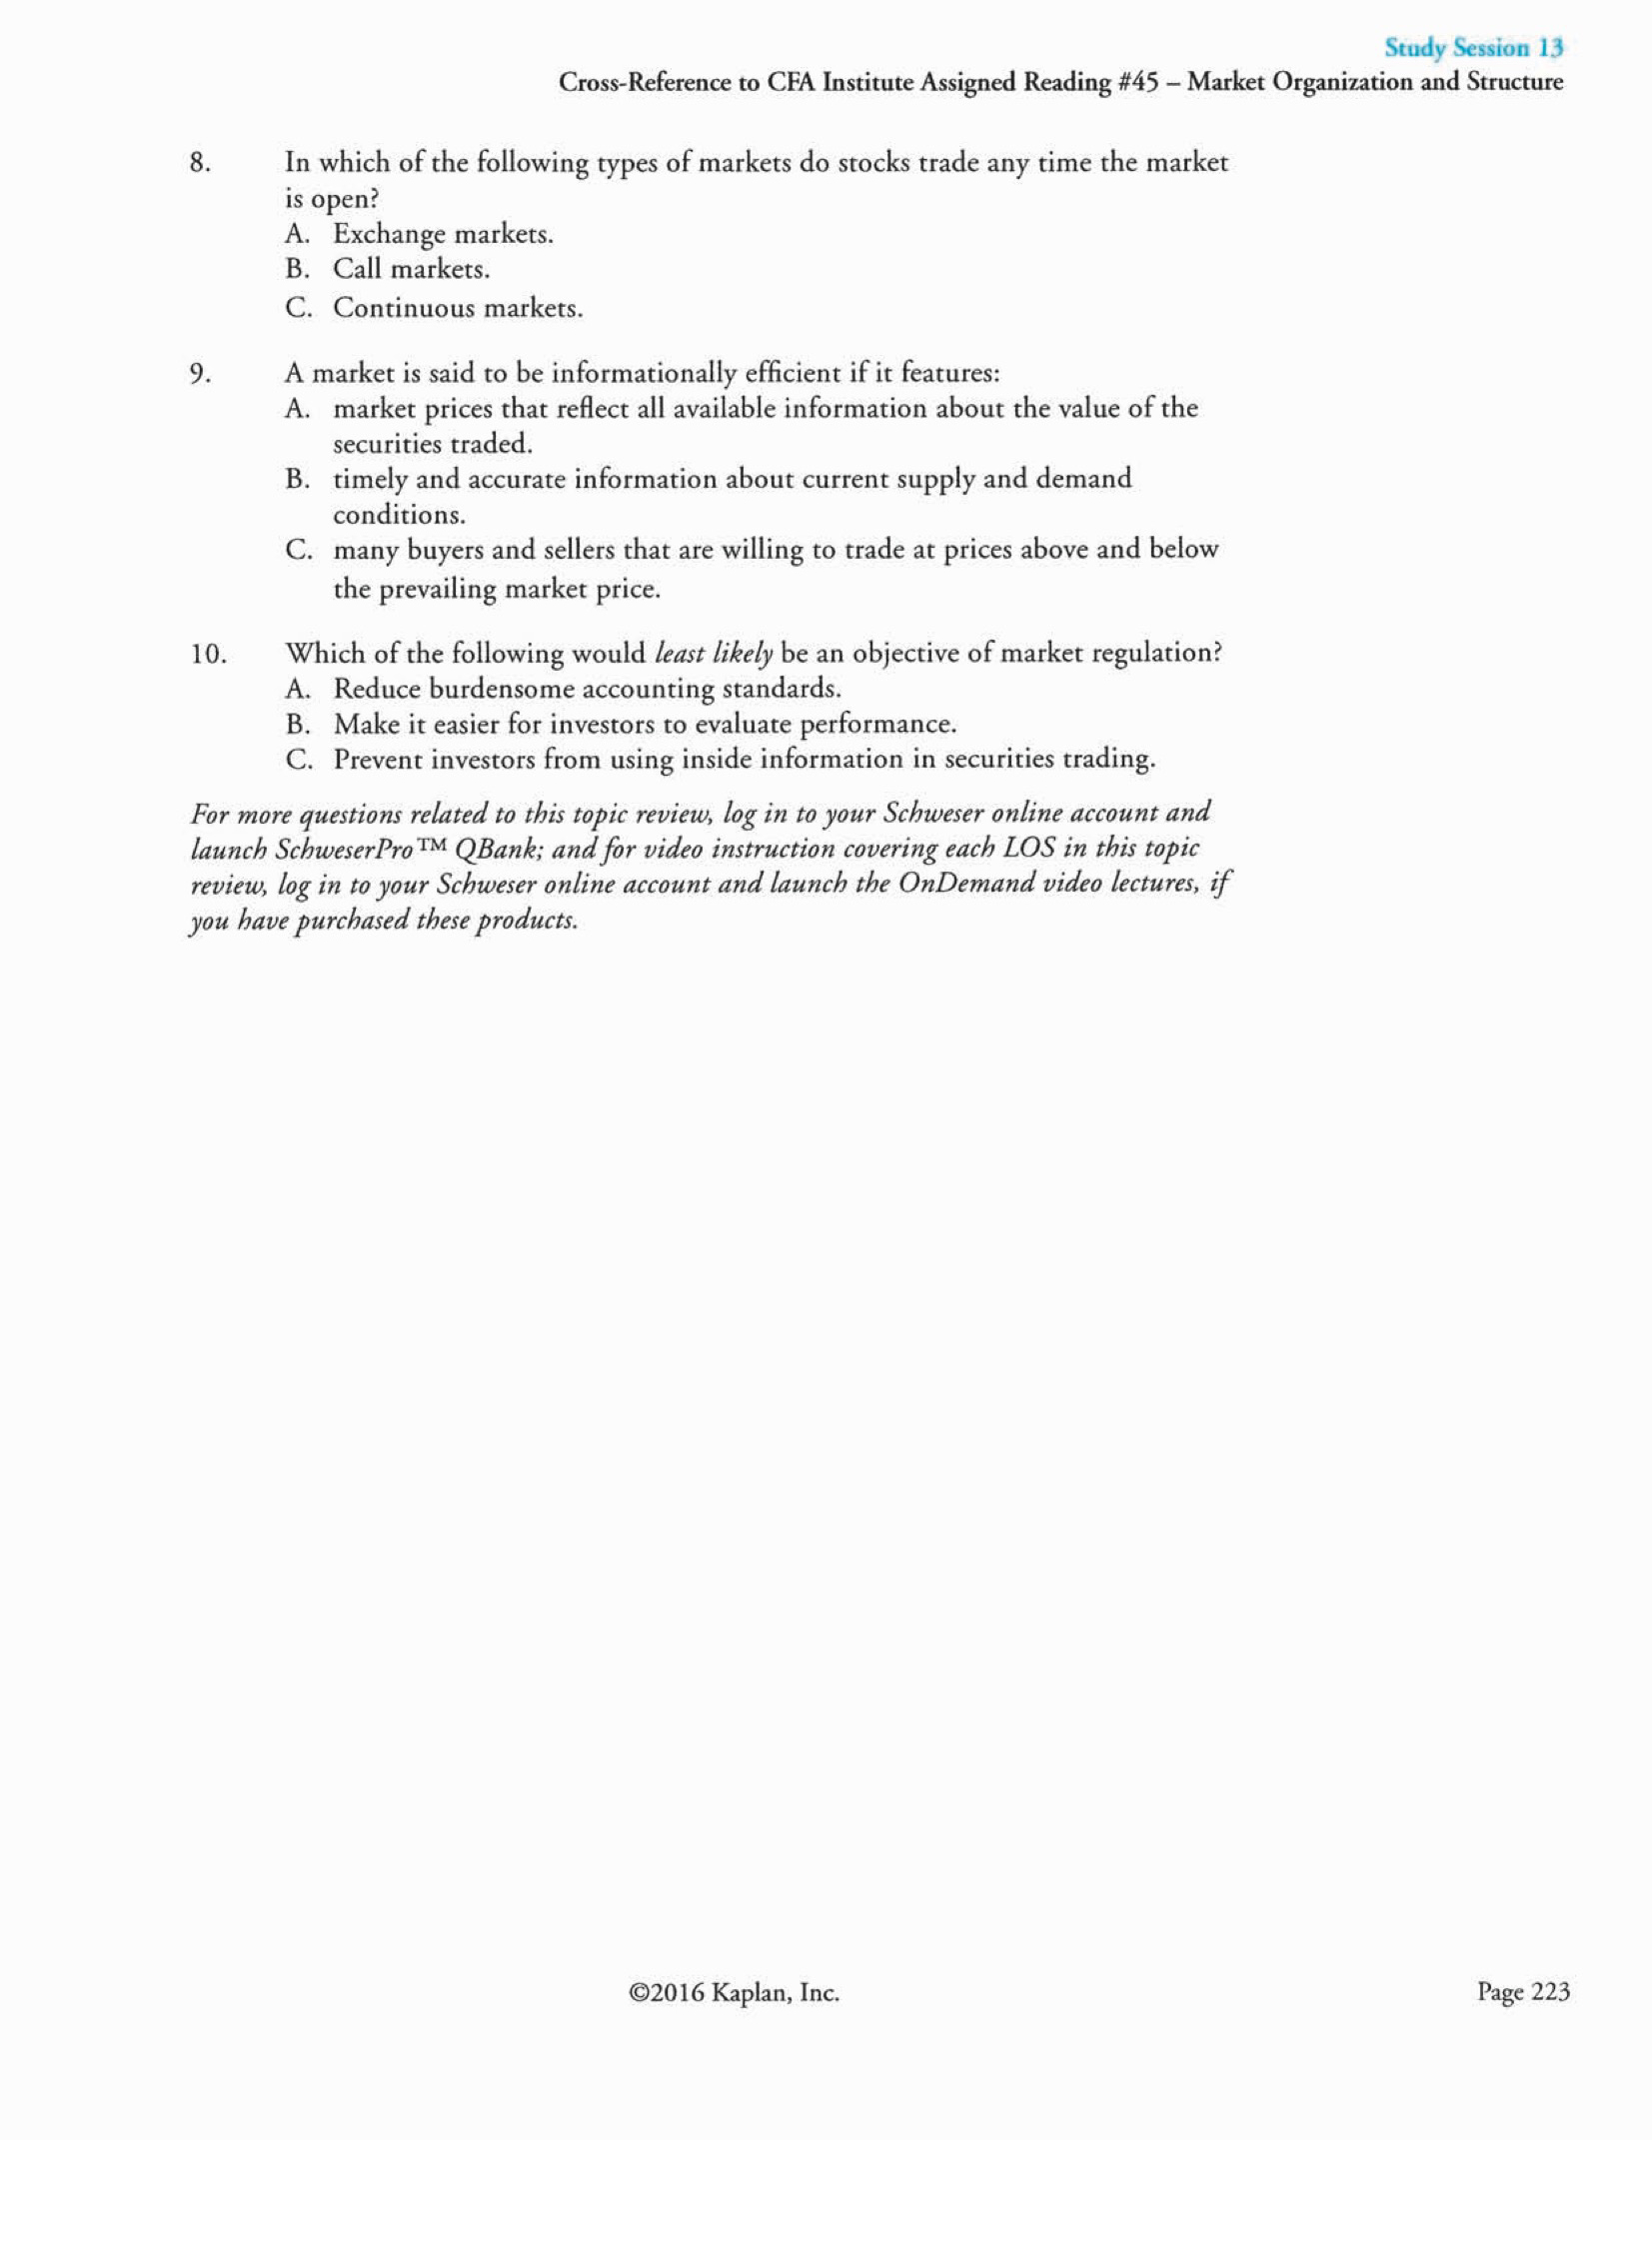 Study Session 13
Cross-Reference to CFA Institute Assigned Reading #45 – Market Organization and Structure
8. In which of the following types of markets do stocks trade any time the market
is open?
A. Exchange markets.
B. Call markets.
C. Continuous markets.
9. A market is said to be informationally efficient if it features:
A. market prices that reflect all available information about the value of the
securities traded.
B. timely and accurate information about current supply and demand
conditions.
C. many buyers and sellers that are willing to trade at prices above and below
the prevailing market price.
10. Which of the following would least likely be an objective of market regulation?
A. Reduce burdensome accounting standards.
B. Make it easier for investors to evaluate performance.
C. Prevent investors from using inside information in securities trading.
For more questions related to this topic review, log in to your Schweser online account and
launch SchweserPro™ QBank; and for video instruction covering each LOS in this topic
review, log in to your Schweser online account and launch the OnDemand video lectures, if
you have purchased these products.
©2016 Kaplan, Inc.
Page 223